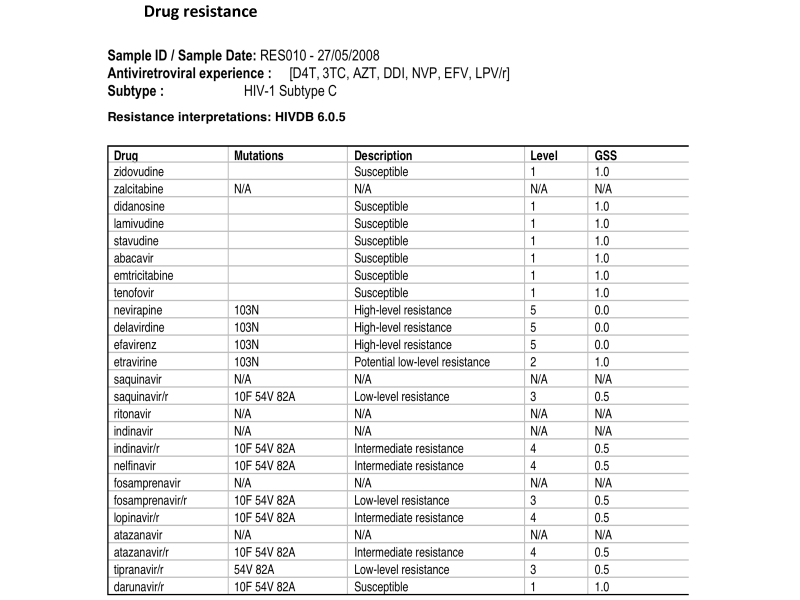 Drug resistance
Sample ID / Sample Date: RES010 - 27/05/2008
Antiviretroviral experience : [D4T, 3TC, AZT, DDI, NVP, EFV, LPV/r]
Subtype : HIV-1 Subtype C
Resistance interpretations: HIVDB 6.0.5
Drug Mutations Description Level GSS
zidovudine Susceptible 1 1.0
zalcitabine N/A N/A N/A N/A
didanosine Susceptible 1 1.0
lamivudine Susceptible 1 1.0
stavudine Susceptible 1 1.0
abacavir Susceptible 1 1.0
emtricitabine Susceptible 1 1.0
tenofovir Susceptible 1 1.0
nevirapine 103N High-level resistance 5 0.0
delavirdine 103N High-level resistance 5 0.0
efavirenz 103N High-level resistance 5 0.0
etravirine 103N Potential low-level resistance 2 1.0
saquinavir N/A N/A N/A N/A
saquinavir/r 10F 54V 82A Low-level resistance 3 0.5
ritonavir N/A N/A N/A N/A
indinavir N/A N/A N/A N/A
indinavir/r 10F 54V 82A Intermediate resistance 4 0.5
nelfinavir 10F 54V 82A Intermediate resistance 4 0.5
fosamprenavir N/A N/A N/A N/A
fosamprenavir/r 10F 54V 82A Low-level resistance 3 0.5
lopinavir/r 10F 54V 82A Intermediate resistance 4 0.5
atazanavir N/A N/A N/A N/A
atazanavir/r 10F 54V 82A Intermediate resistance 4 0.5
tipranavir/r 54V 82A Low-level resistance 3 0.5
darunavir/r 10F 54V 82A Susceptible 1 1.0